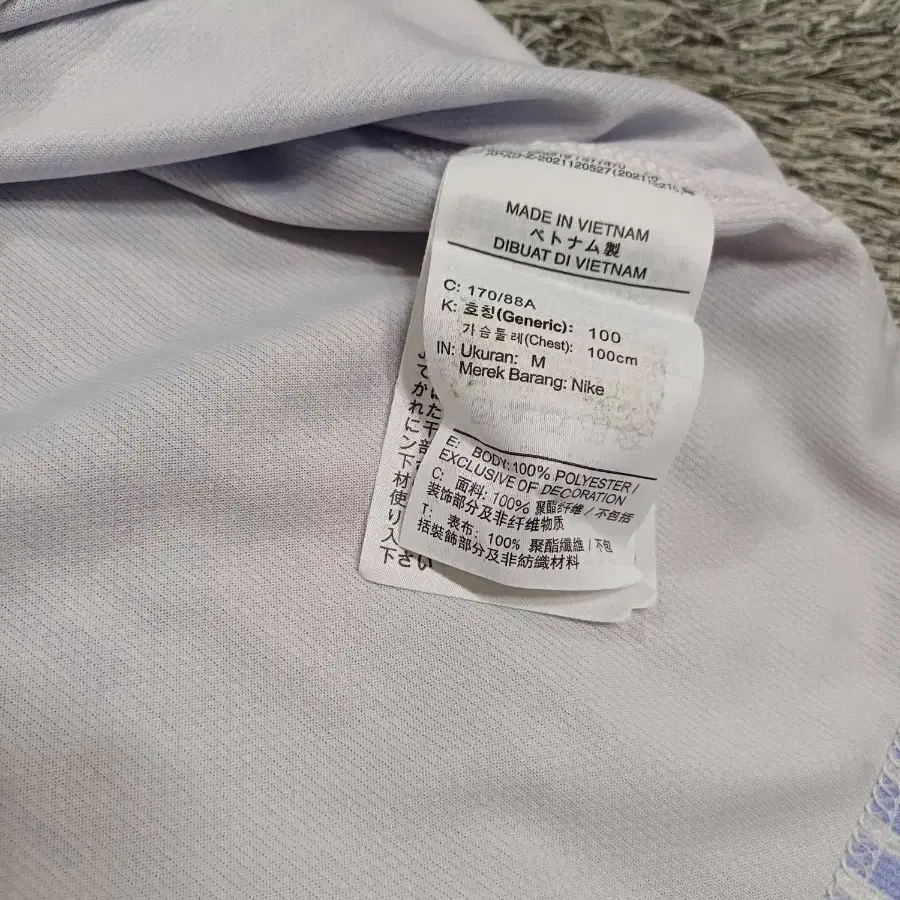 MADE IN VIETNAM
ベトナム製
DIBUAT DI VIETNAM
C: 170/88A
K: 호칭(Generic): 100
가슴둘레(Chest): 100cm
IN: Ukuran: M
Merek Barang: Nike
E: BODY: 100% POLYESTER /
EXCLUSIVE OF DECORATION
C: 面料: 100% 聚酯纤维 / 不包括
装饰部分及非纤维物质
T: 表布: 100% 聚酯纖維 / 不包
括裝飾部分及非紡織材料
下さい